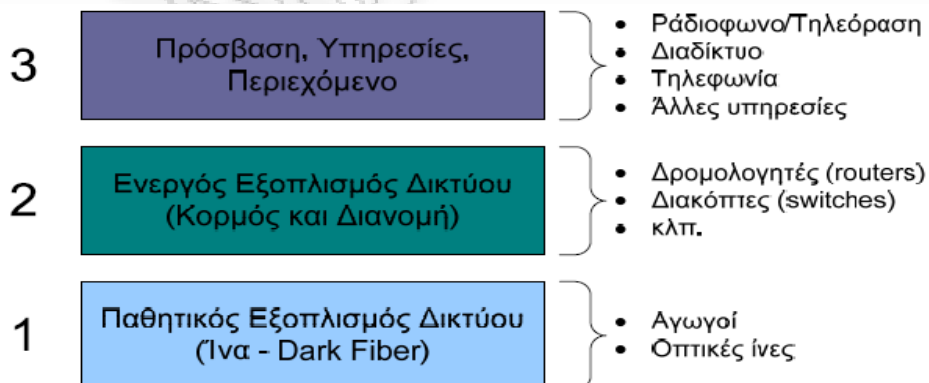 3
Πρόσβαση, Υπηρεσίες,
Περιεχόμενο
• Ράδιοφωνο/Τηλεόραση
• Διαδίκτυο
• Τηλεφωνία
• Άλλες υπηρεσίες
2
Ενεργός Εξοπλισμός Δικτύου
(Κορμός και Διανομή)
• Δρομολογητές (routers)
• Διακόπτες (switches)
• κλπ.
1
Παθητικός Εξοπλισμός Δικτύου
(Ίνα - Dark Fiber)
• Αγωγοί
• Οπτικές ίνες